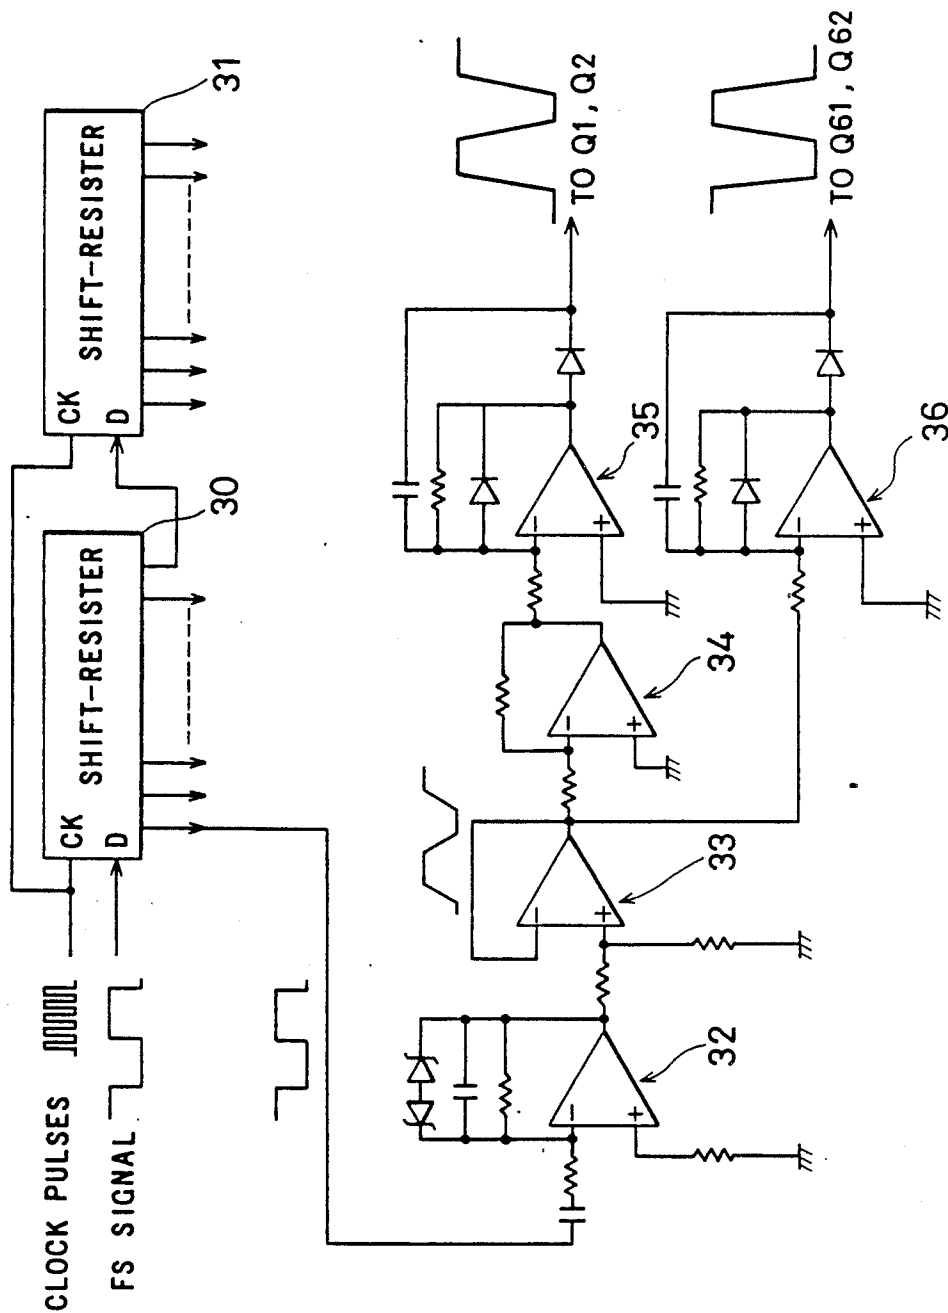 CLOCK PULSES
FS SIGNAL
CK
D
SHIFT-RESISTER
30
CK
D
SHIFT-RESISTER
31
32
-
+
33
-
+
34
-
+
35
-
+
TO Q1, Q2
36
-
+
TO Q61, Q62